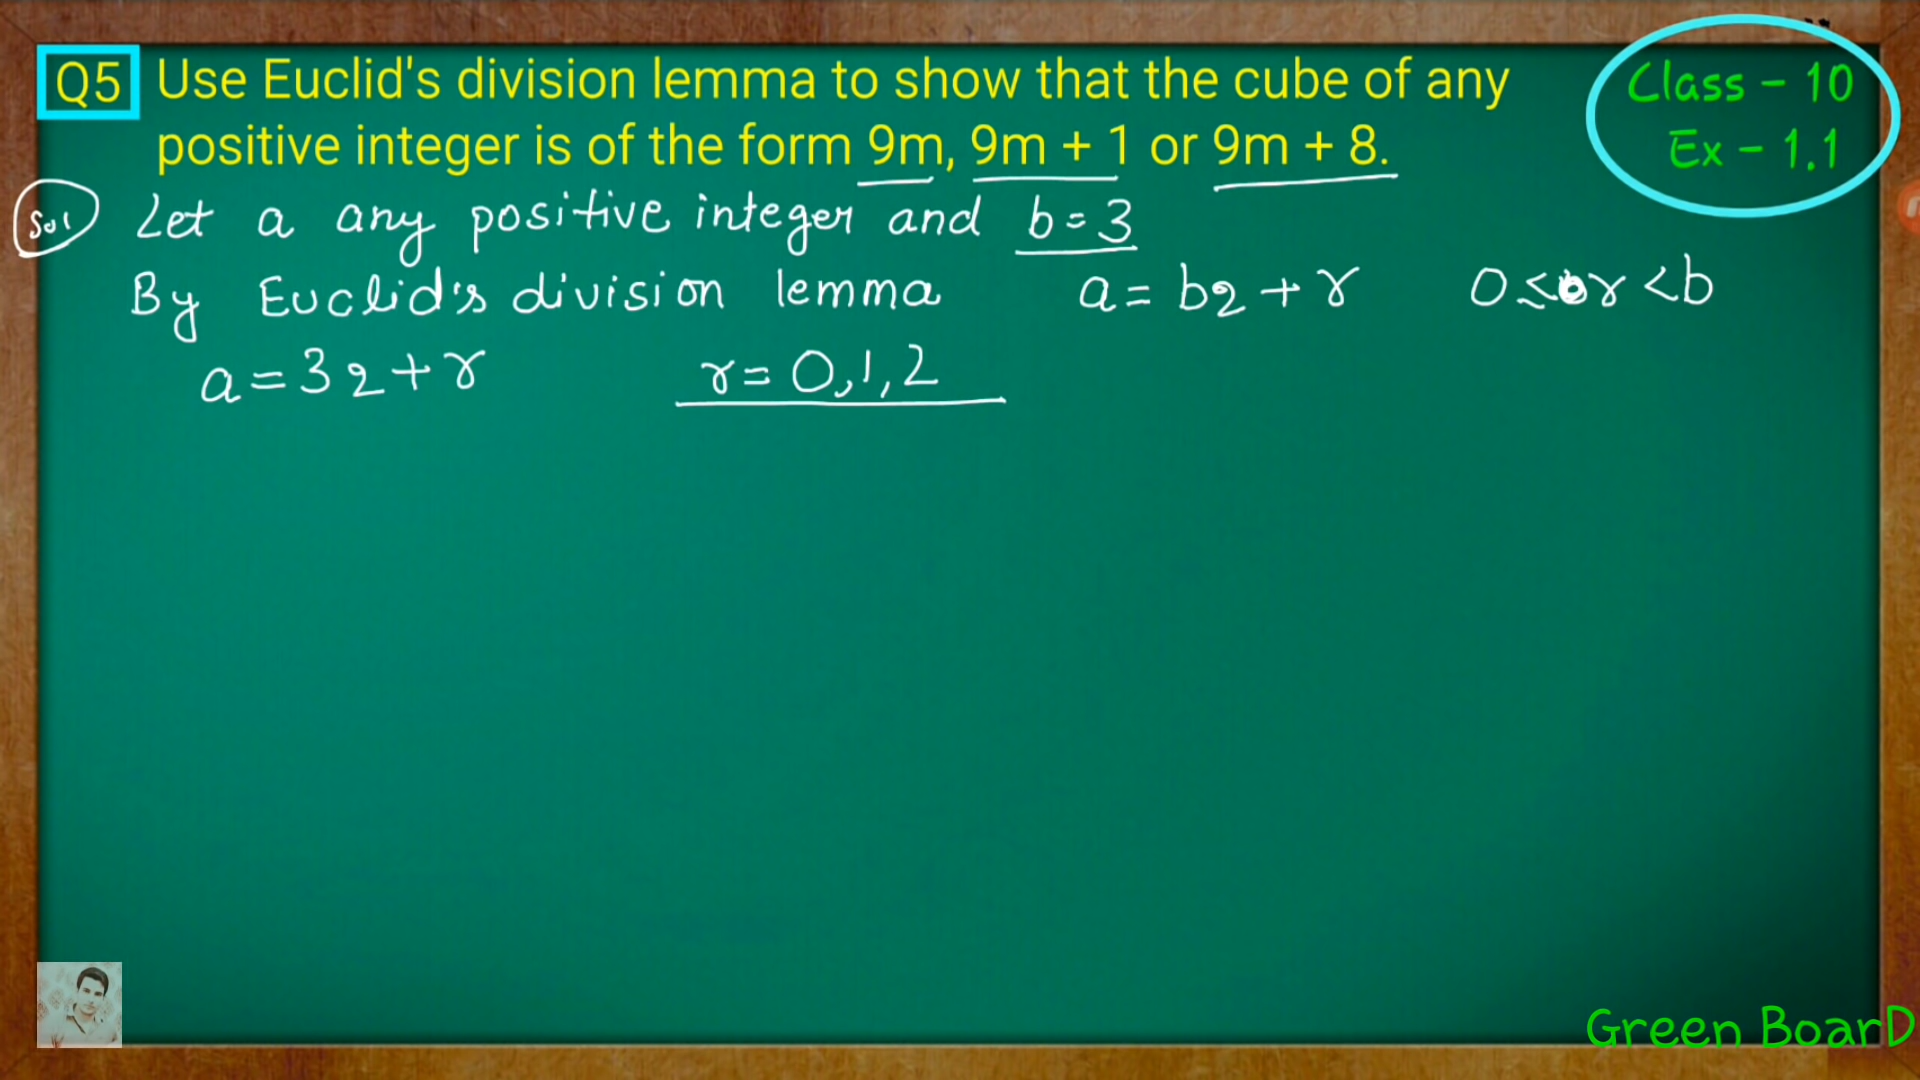 Q5 Use Euclid's division lemma to show that the cube of any
positive integer is of the form 9m, 9m + 1 or 9m + 8.
Class - 10
Ex - 1.1
Sol Let a any positive integer and b=3
By Euclid's division lemma a = bq + r 0 ≤ r < b
a = 3q + r r = 0,1,2
Green BoarD